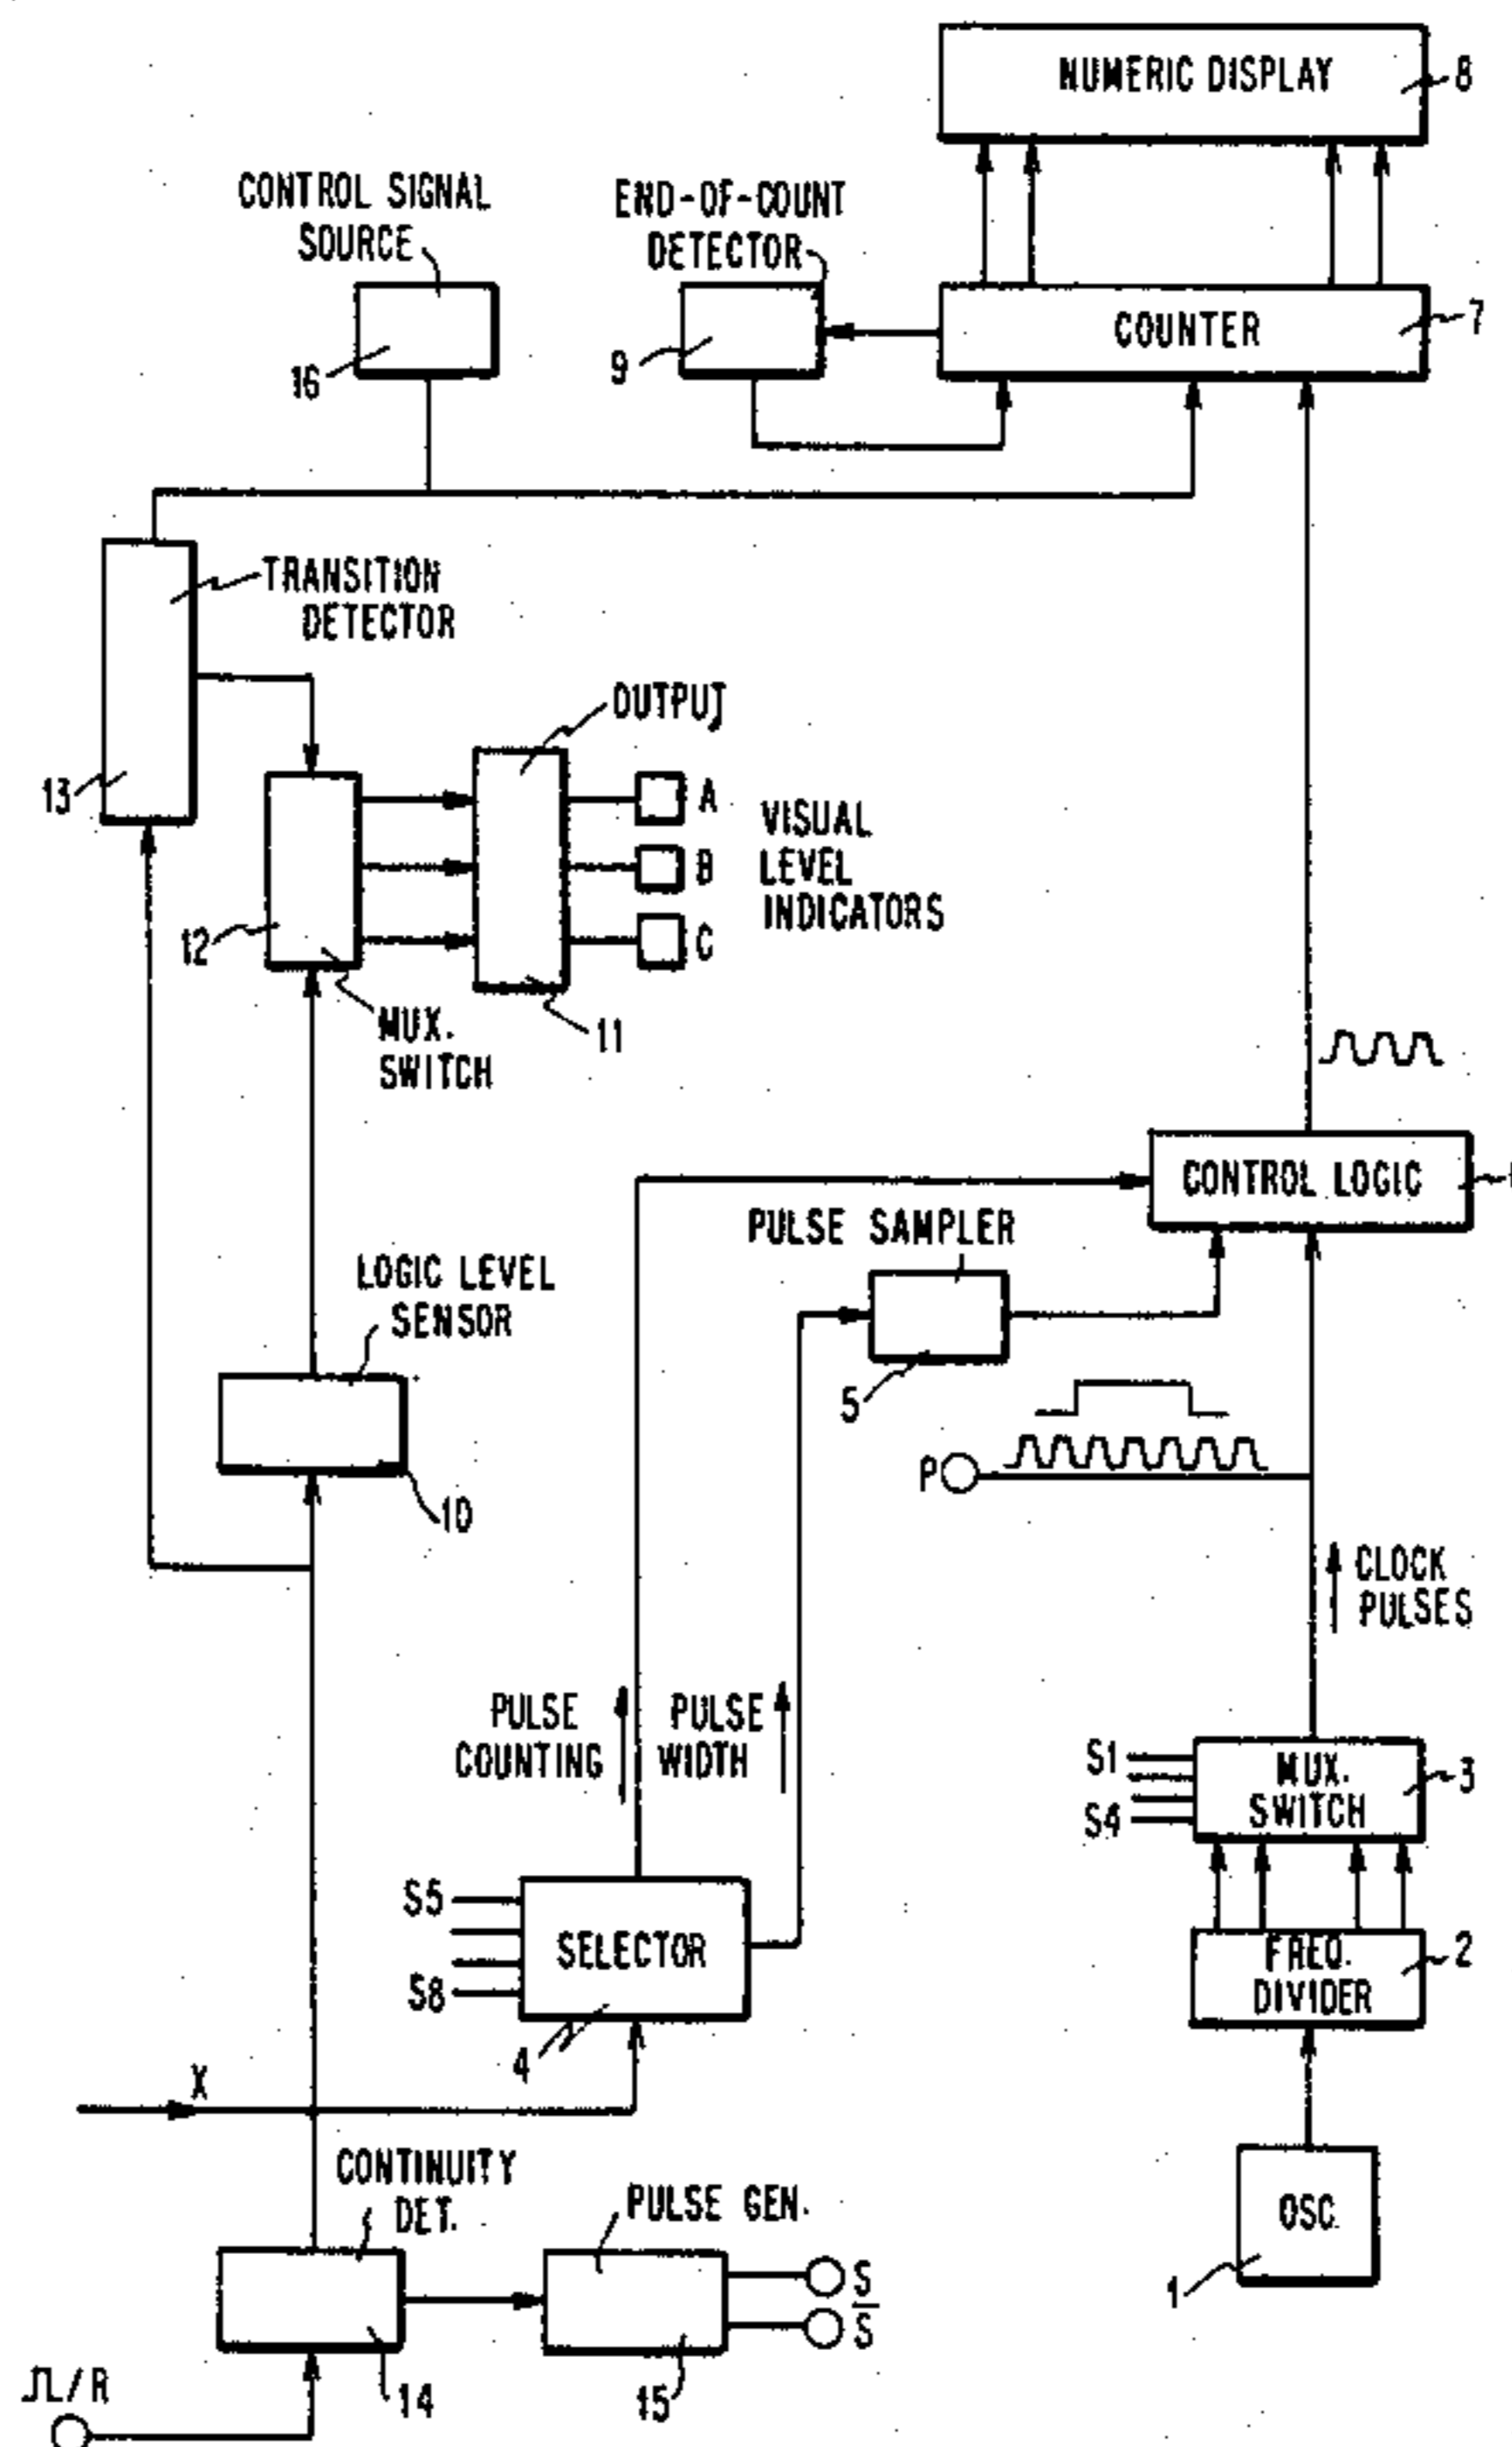 NUMERIC DISPLAY
8
CONTROL SIGNAL
SOURCE
16
END-OF-COUNT
DETECTOR
9
COUNTER
7
TRANSITION
DETECTOR
13
OUTPUT
A
B
C
VISUAL
LEVEL
INDICATORS
12
MUX.
SWITCH
11
CONTROL LOGIC
PULSE SAMPLER
5
LOGIC LEVEL
SENSOR
10
P
CLOCK
PULSES
PULSE
COUNTING
PULSE
WIDTH
S1
S4
MUX.
SWITCH
3
S5
S8
SELECTOR
4
FREQ.
DIVIDER
2
X
CONTINUITY
DET.
PULSE GEN.
S
S̅
OSC
1
14
15
/R